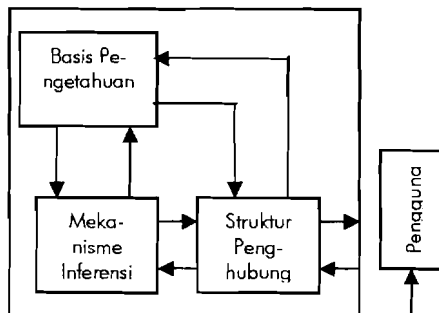 Basis Pe-
ngetahuan
Meka-
nisme
Inferensi
Struktur
Peng-
hubung
Pengguna